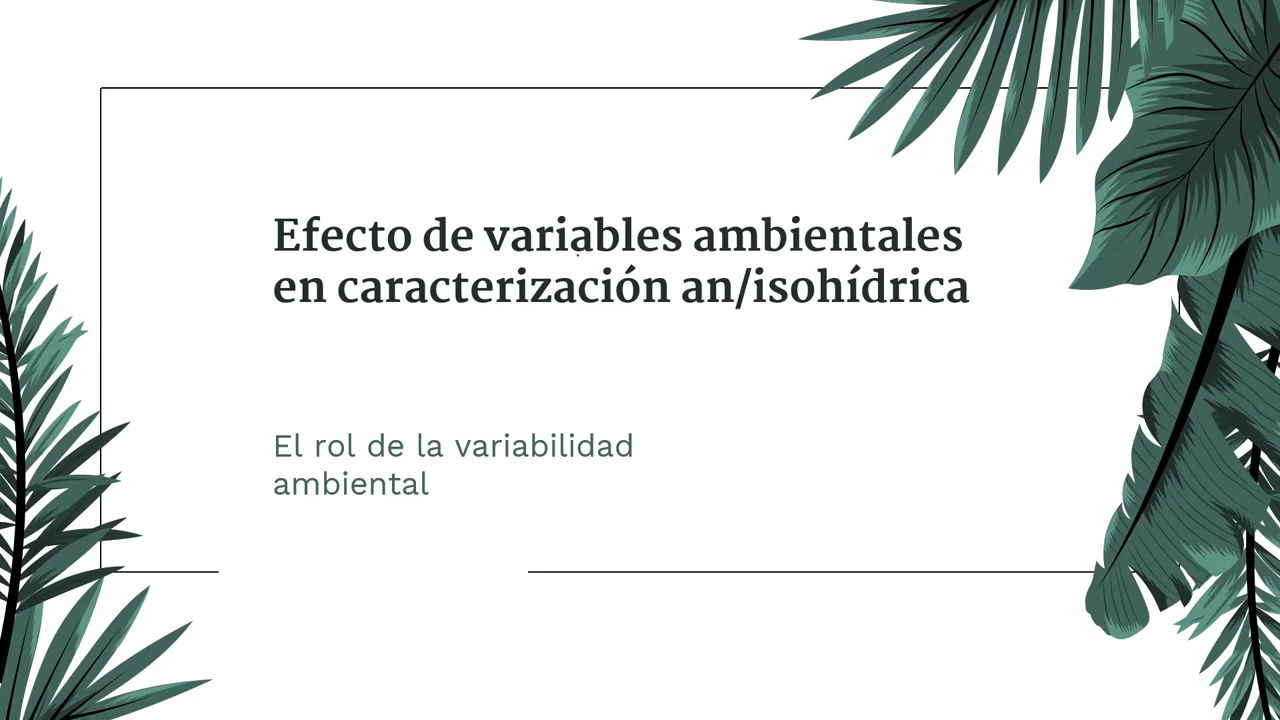 Efecto de variables ambientales
en caracterización an/isohídrica
El rol de la variabilidad
ambiental